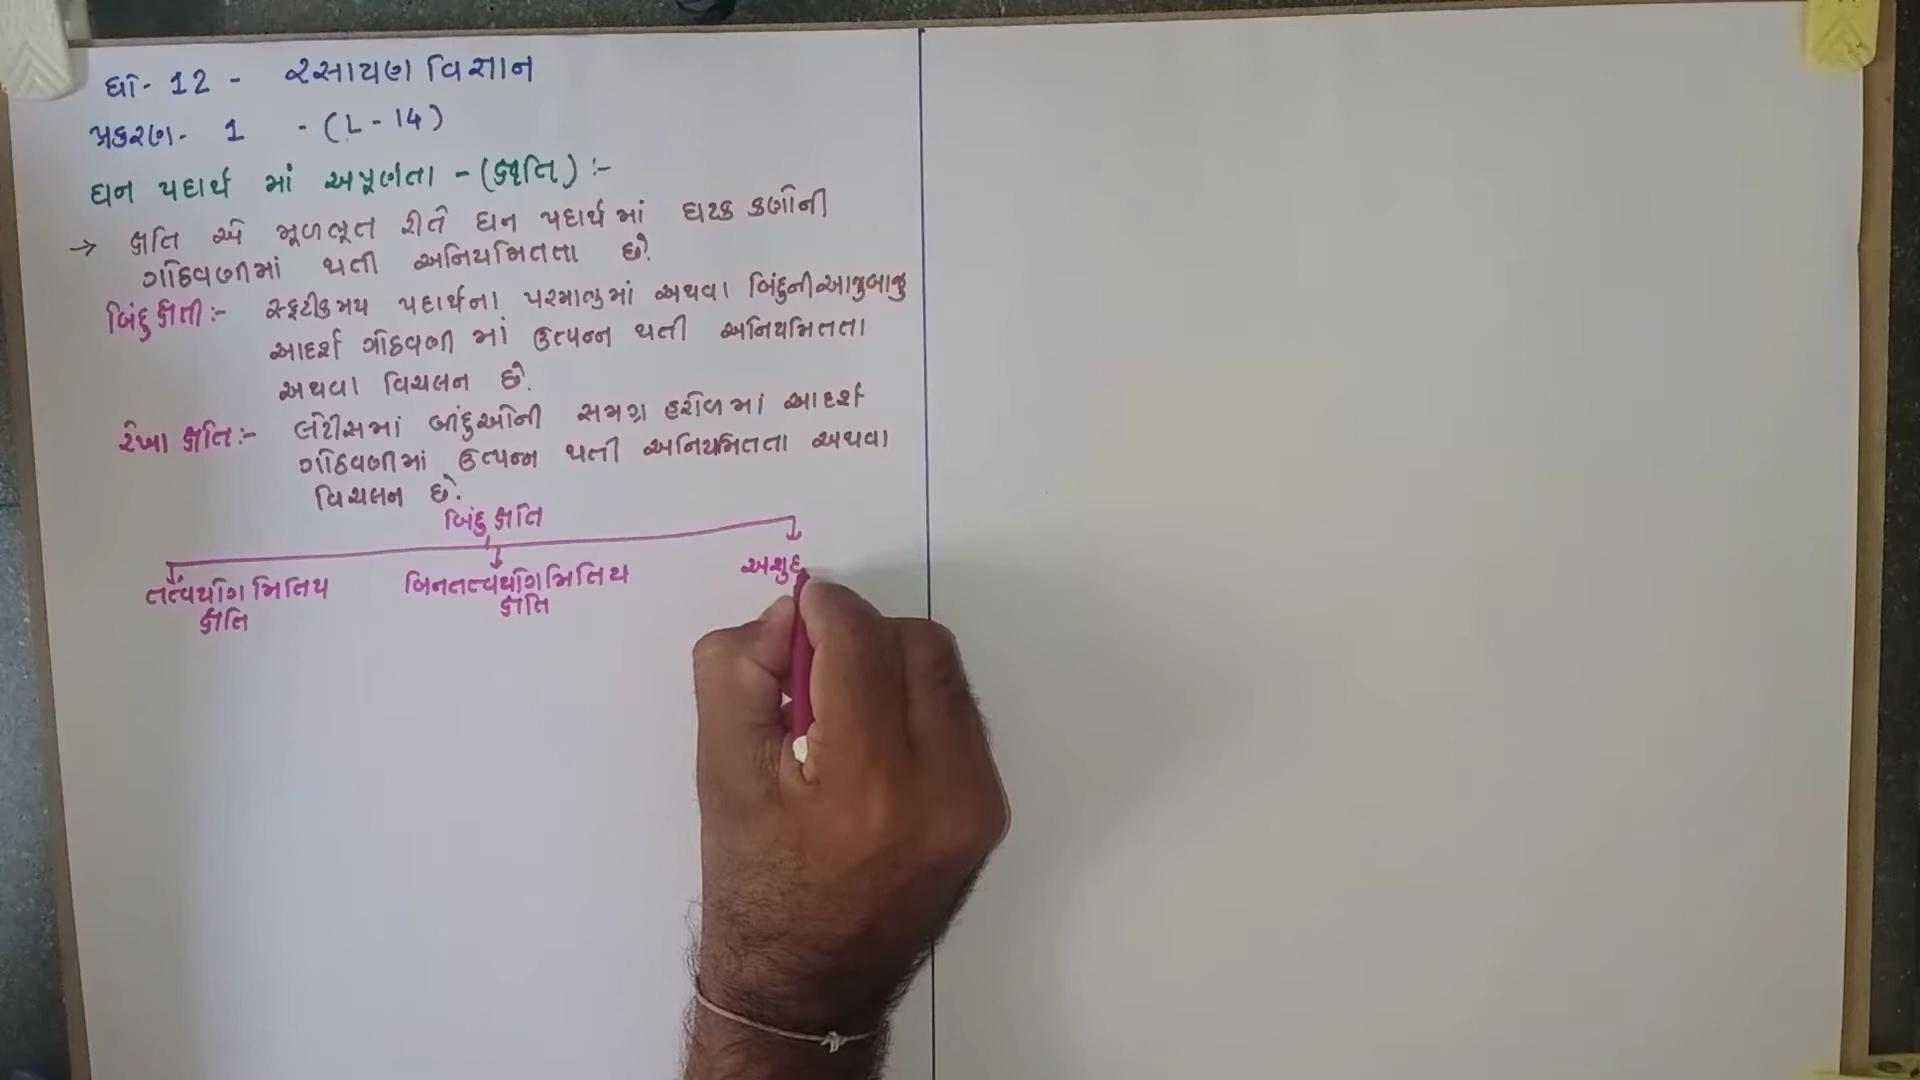 ધો- 12 - રસાયણ વિજ્ઞાન
પ્રકરણ- 1 - (L - 14)
ઘન પદાર્થ માં અપૂર્ણતા - (ક્ષતિ) :-
→ ક્ષતિ એ મૂળભૂત રીતે ઘન પદાર્થ માં ઘટક કણોની
ગોઠવણીમાં થતી અનિયમિતતા છે.
બિંદુ ક્ષતી :- સ્ફટીકમય પદાર્થના પરમાણુમાં અથવા બિંદુની આજુબાજુ
આદર્શ ગોઠવણી માં ઉત્પન્ન થતી અનિયમિતતા
અથવા વિચલન છે.
રેખા ક્ષતિ :- લેટીસમાં બીંદુઓની સમગ્ર હરોળ માં આદર્શ
ગોઠવણીમાં ઉત્પન્ન થતી અનિયમિતતા અથવા
વિચલન છે.
બિંદુ ક્ષતિ
તત્વયોગિમિતિય બિનતત્વયોગિમિતિય અશુદ્
ક્ષતિ ક્ષતિ